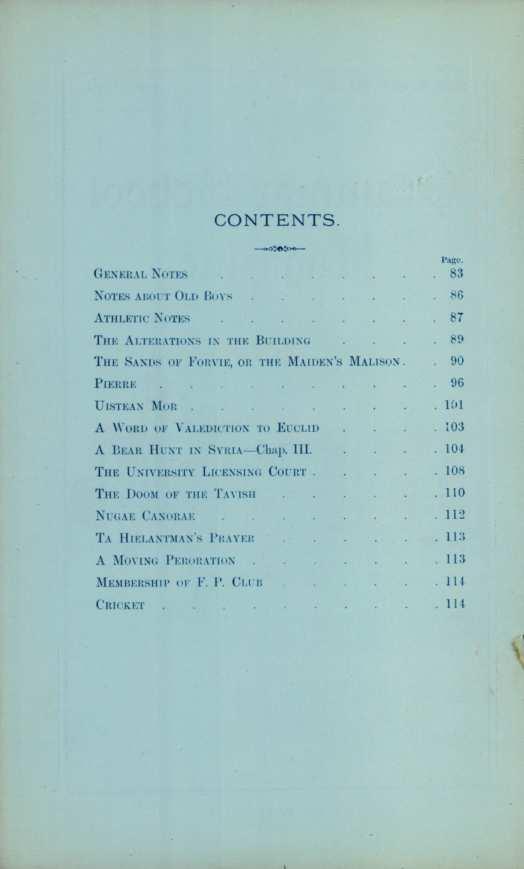 CONTENTS.
Page.
GENERAL NOTES . . . . . . . . 83
NOTES ABOUT OLD BOYS . . . . . . . 86
ATHLETIC NOTES . . . . . . . . 87
THE ALTERATIONS IN THE BUILDING . . . . 89
THE SANDS OF FORVIE, OR THE MAIDEN'S MALISON . . 90
PIERRE . . . . . . . . . . 96
UISTEAN MOR . . . . . . . . . 101
A WORD OF VALEDICTION TO EUCLID . . . . 103
A BEAR HUNT IN SYRIA—Chap. III. . . . . 104
THE UNIVERSITY LICENSING COURT . . . . . 108
THE DOOM OF THE TAVISH . . . . . . 110
NUGAE CANORAE . . . . . . . . 112
TA HIELANTMAN'S PRAYER . . . . . . 113
A MOVING PERORATION . . . . . . . 113
MEMBERSHIP OF F. P. CLUB . . . . . . 114
CRICKET . . . . . . . . . . 114